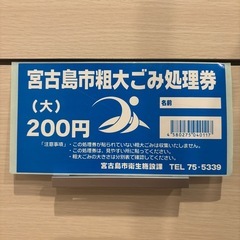 宮古島市粗大ごみ処理券
（大）
200円
名前
4580275040117
「注意事項」・この処理券が貼られていない粗大ごみは収集いたしません。
・この処理券は、見やすい所に貼ってください。
・粗大ごみの大きさは分別表で確認してください。
宮古島市衛生施設課 TEL 75-5339